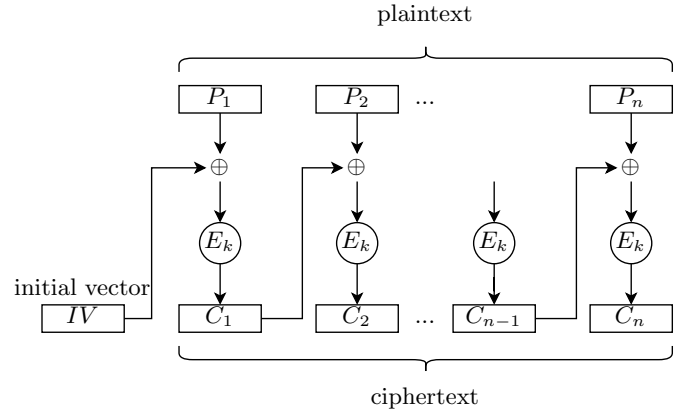 plaintext
P₁ P₂ ... Pₙ
⊕ ⊕ ⊕
Eₖ Eₖ Eₖ Eₖ
initial vector
IV C₁ C₂ ... Cₙ₋₁ Cₙ
ciphertext